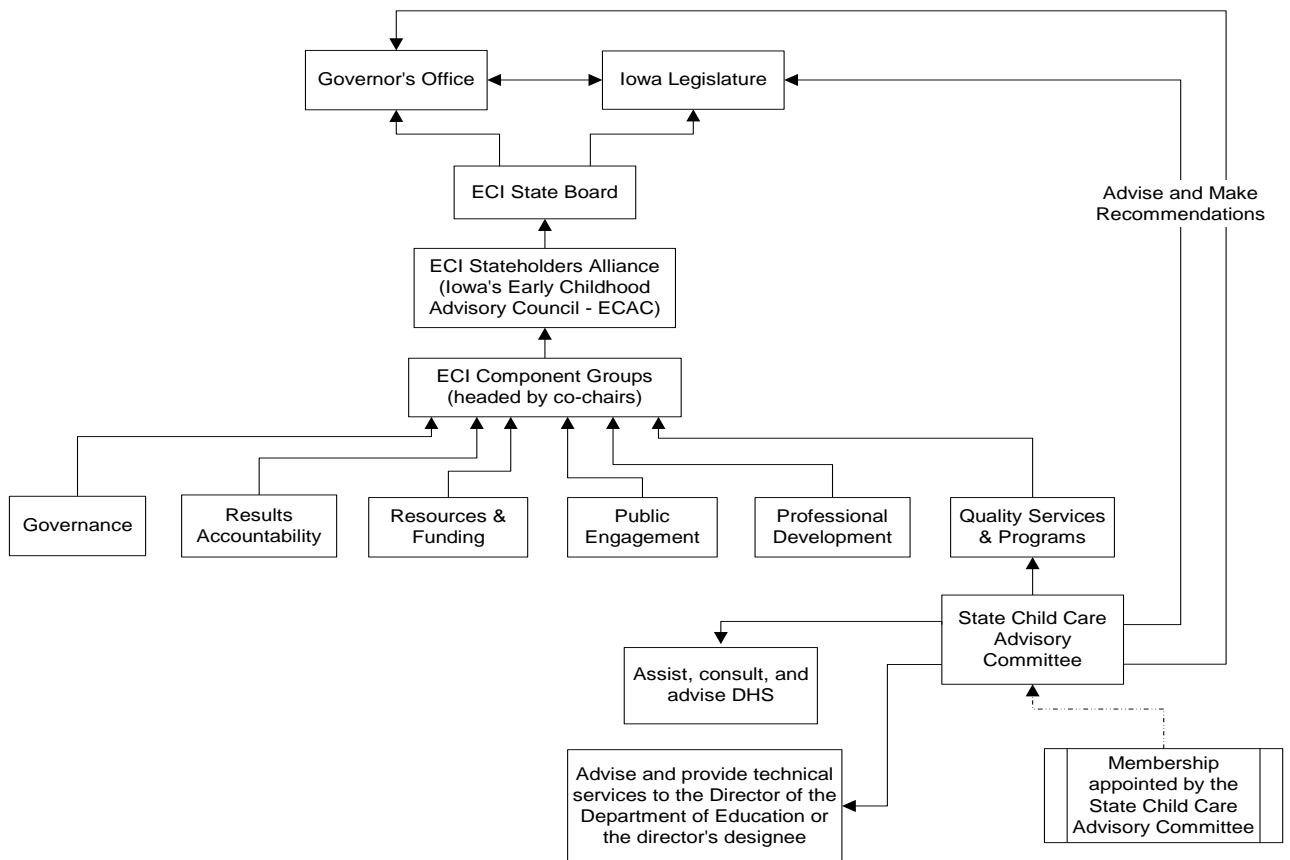 Governor's Office
Iowa Legislature
ECI State Board
Advise and Make
Recommendations
ECI Stateholders Alliance
(Iowa's Early Childhood
Advisory Council - ECAC)
ECI Component Groups
(headed by co-chairs)
Governance
Results
Accountability
Resources &
Funding
Public
Engagement
Professional
Development
Quality Services
& Programs
State Child Care
Advisory
Committee
Assist, consult, and
advise DHS
Advise and provide technical
services to the Director of the
Department of Education or
the director's designee
Membership
appointed by the
State Child Care
Advisory Committee